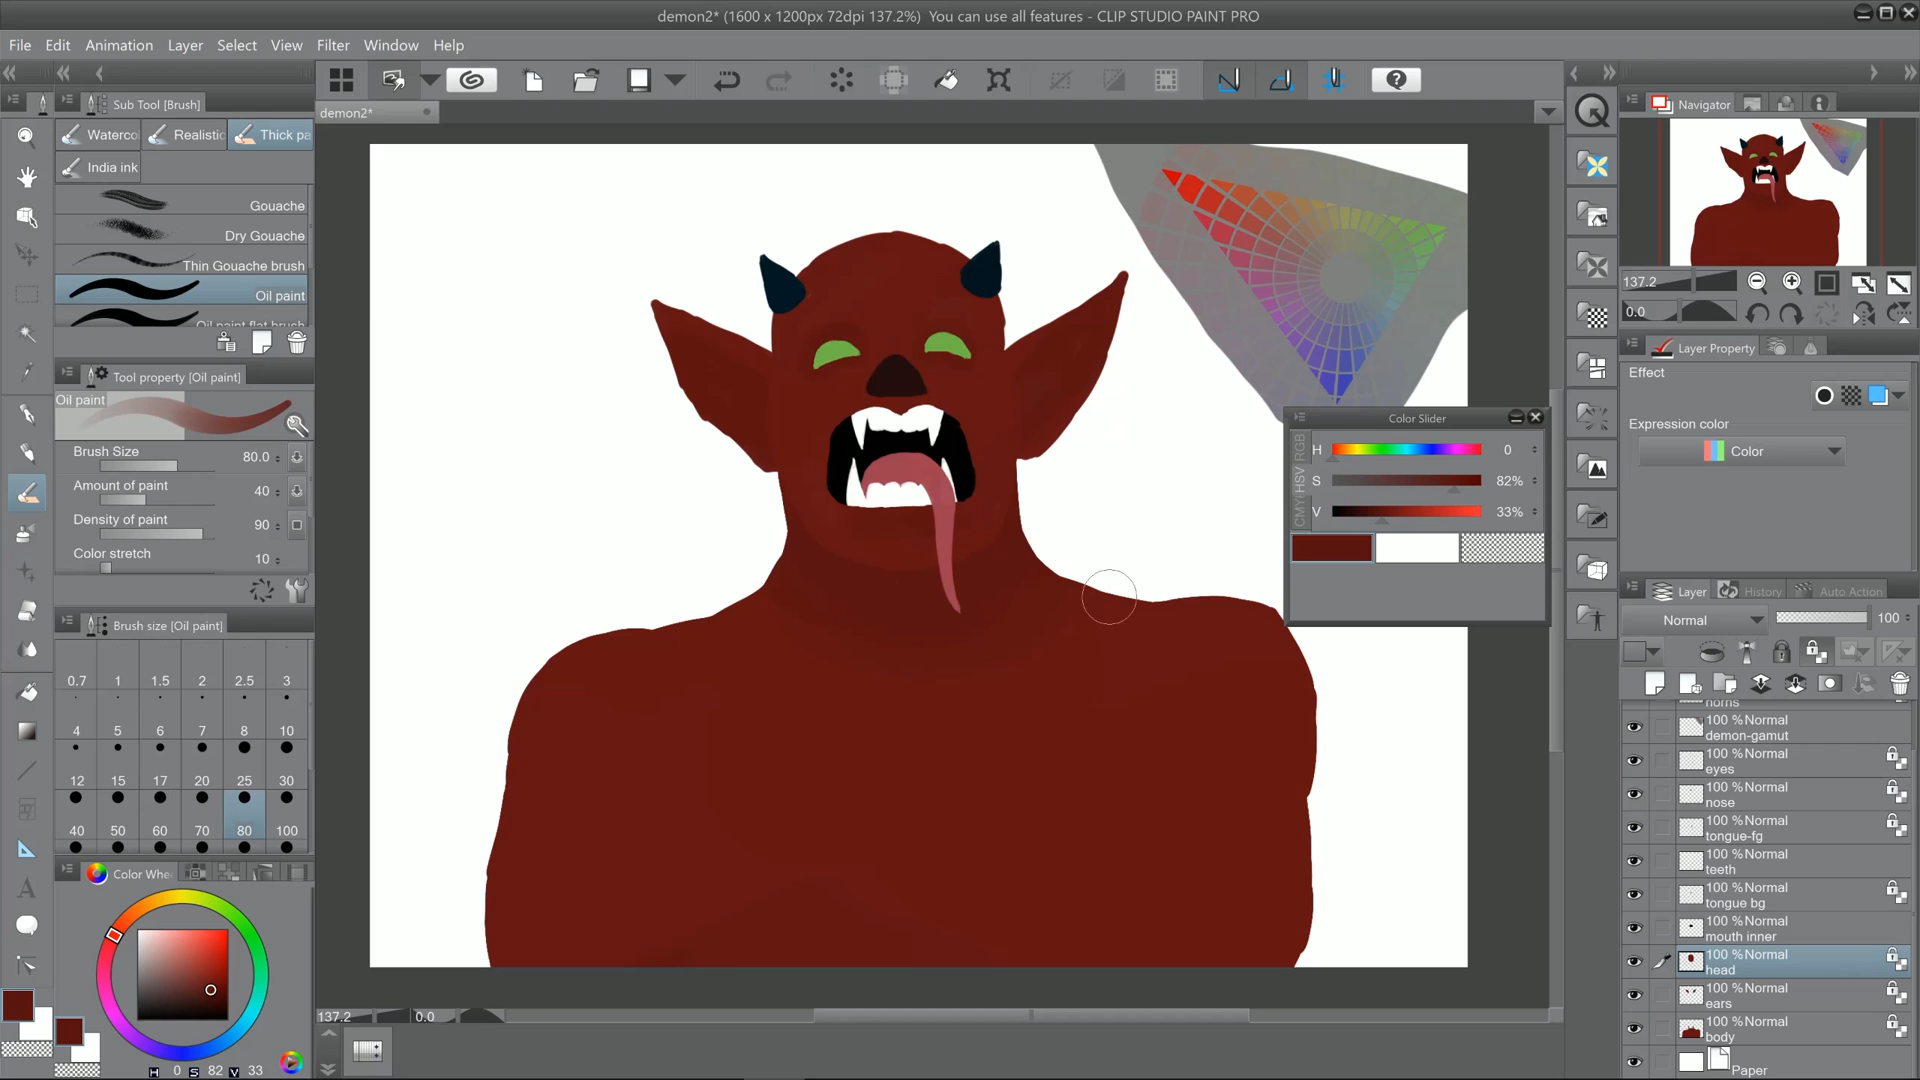 demon2* (1600 x 1200px 72dpi 137.2%) You can use all features - CLIP STUDIO PAINT PRO
File Edit Animation Layer Select View Filter Window Help
Sub Tool [Brush]
Waterco Realistic Thick pa
India ink
Gouache
Dry Gouache
Thin Gouache brush
Oil paint
Oil paint flat brush
Tool property [Oil paint]
Oil paint
Brush Size 80.0
Amount of paint 40
Density of paint 90
Color stretch 10
Brush size [Oil paint]
0.7 1 1.5 2 2.5 3
4 5 6 7 8 10
12 15 17 20 25 30
40 50 60 70 80 100
Color Whe
H 0 S 82 V 33
demon2*
137.2 0.0
Color Slider
RGB HSV CMY
H 0
S 82%
V 33%
Navigator
137.2
0.0
Layer Property
Effect
Expression color
Color
Layer History Auto Action
Normal 100
horns
100 %Normal
demon-gamut
100 %Normal
eyes
100 %Normal
nose
100 %Normal
tongue-fg
100 %Normal
teeth
100 %Normal
tongue bg
100 %Normal
mouth inner
100 %Normal
head
100 %Normal
ears
100 %Normal
body
Paper